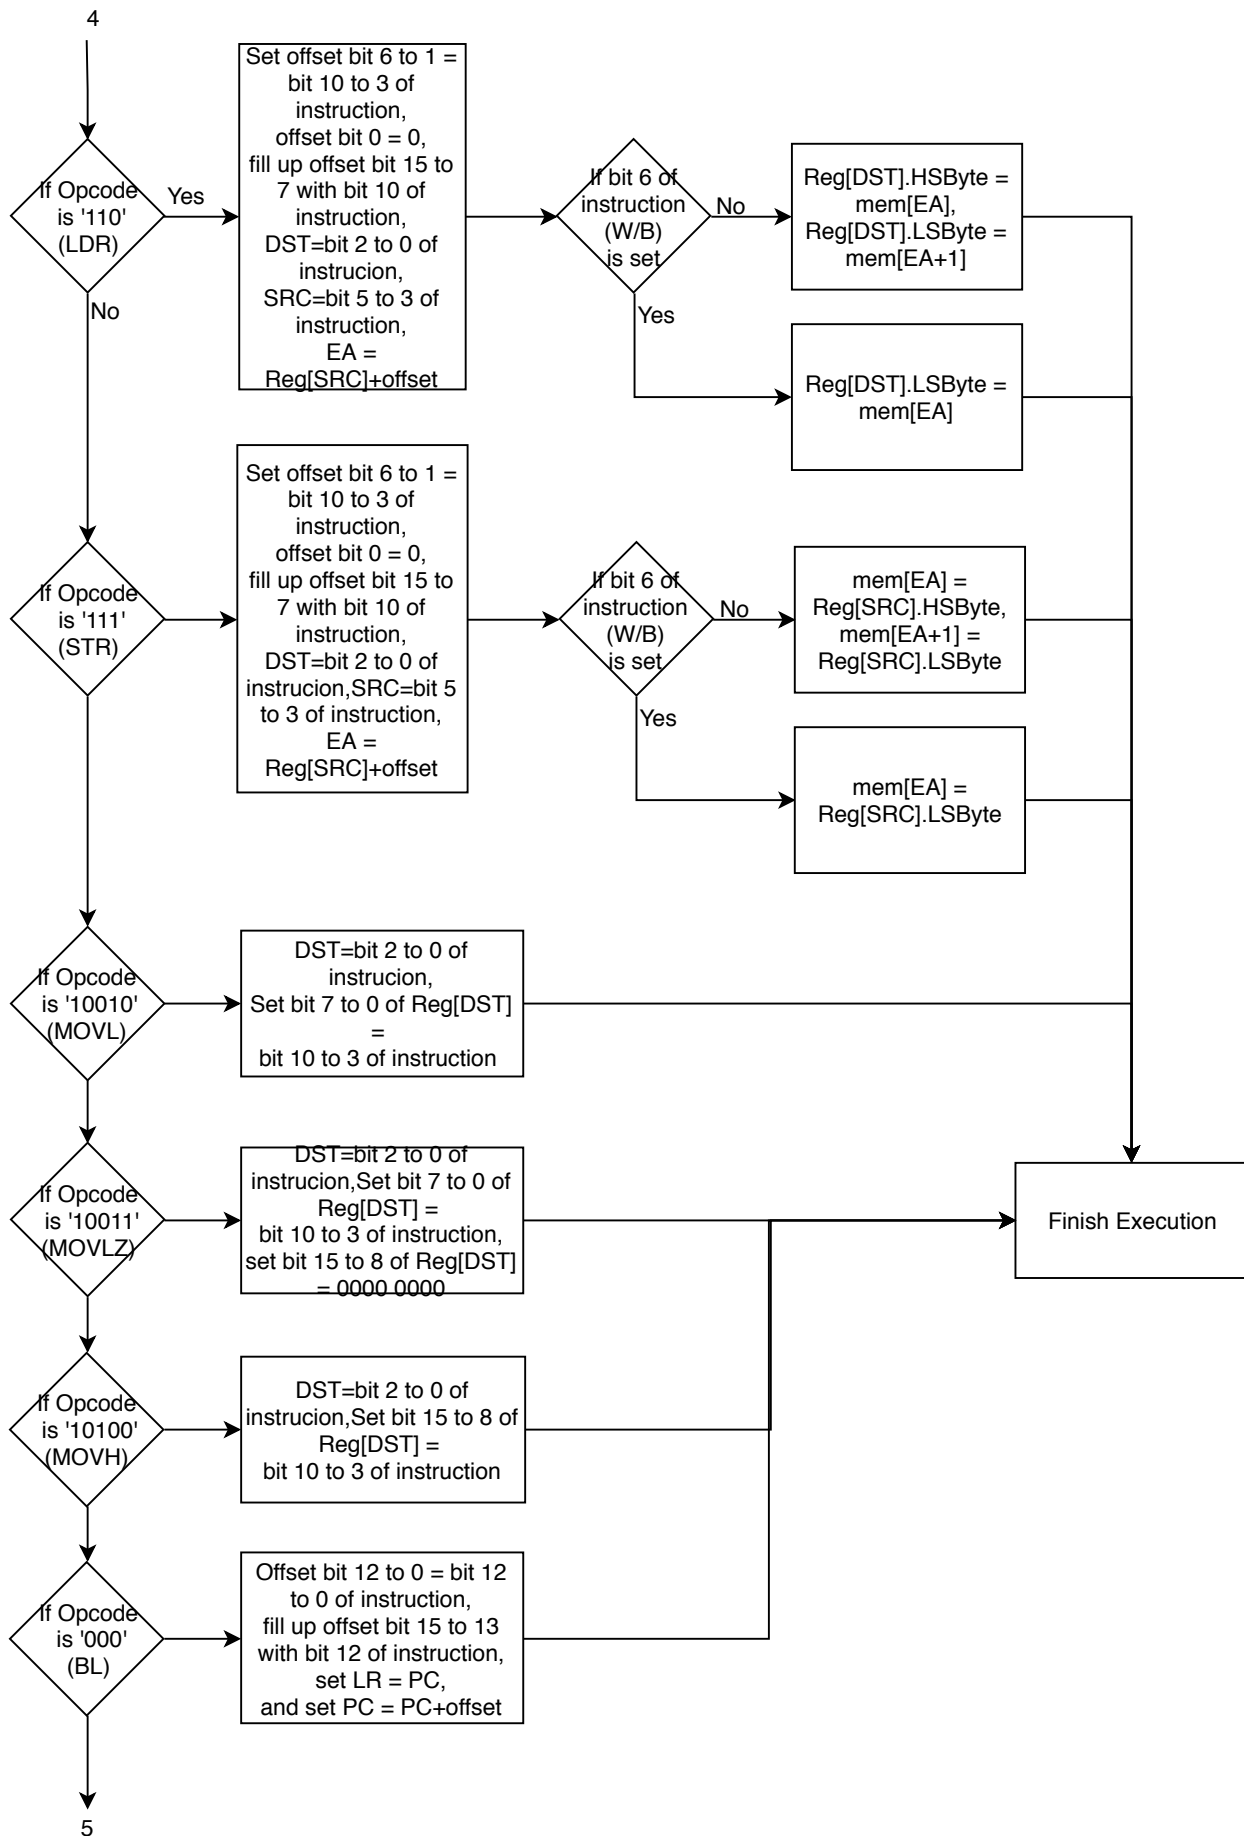 4
If Opcode
is '110'
(LDR)
Yes
No
Set offset bit 6 to 1 =
bit 10 to 3 of
instruction,
offset bit 0 = 0,
fill up offset bit 15 to
7 with bit 10 of
instruction,
DST=bit 2 to 0 of
instrucion,
SRC=bit 5 to 3 of
instruction,
EA =
Reg[SRC]+offset
If bit 6 of
instruction
(W/B)
is set
No
Yes
Reg[DST].HSByte =
mem[EA],
Reg[DST].LSByte =
mem[EA+1]
Reg[DST].LSByte =
mem[EA]
If Opcode
is '111'
(STR)
Set offset bit 6 to 1 =
bit 10 to 3 of
instruction,
offset bit 0 = 0,
fill up offset bit 15 to
7 with bit 10 of
instruction,
DST=bit 2 to 0 of
instrucion,SRC=bit 5
to 3 of instruction,
EA =
Reg[SRC]+offset
If bit 6 of
instruction
(W/B)
is set
No
Yes
mem[EA] =
Reg[SRC].HSByte,
mem[EA+1] =
Reg[SRC].LSByte
mem[EA] =
Reg[SRC].LSByte
If Opcode
is '10010'
(MOVL)
DST=bit 2 to 0 of
instrucion,
Set bit 7 to 0 of Reg[DST]
=
bit 10 to 3 of instruction
If Opcode
is '10011'
(MOVLZ)
DST=bit 2 to 0 of
instrucion,Set bit 7 to 0 of
Reg[DST] =
bit 10 to 3 of instruction,
set bit 15 to 8 of Reg[DST]
= 0000 0000
Finish Execution
If Opcode
is '10100'
(MOVH)
DST=bit 2 to 0 of
instrucion,Set bit 15 to 8 of
Reg[DST] =
bit 10 to 3 of instruction
If Opcode
is '000'
(BL)
Offset bit 12 to 0 = bit 12
to 0 of instruction,
fill up offset bit 15 to 13
with bit 12 of instruction,
set LR = PC,
and set PC = PC+offset
5